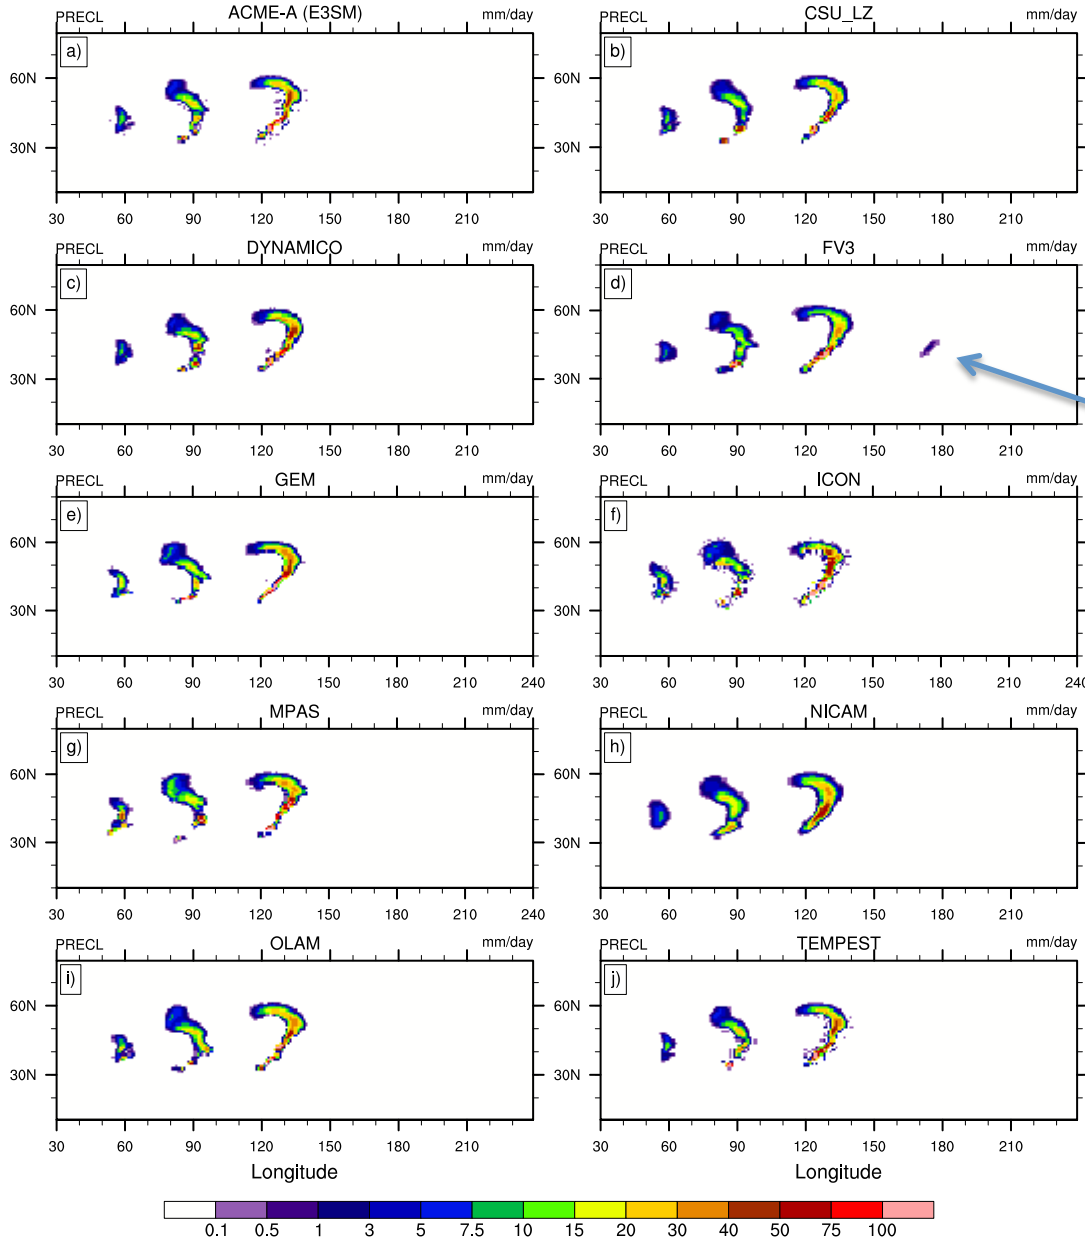 PRECL ACME-A (E3SM) mm/day
a)
60N
30N
30 60 90 120 150 180 210
PRECL CSU_LZ mm/day
b)
60N
30N
30 60 90 120 150 180 210
PRECL DYNAMICO mm/day
c)
60N
30N
30 60 90 120 150 180 210
PRECL FV3 mm/day
d)
60N
30N
30 60 90 120 150 180 210
PRECL GEM mm/day
e)
60N
30N
30 60 90 120 150 180 210 240
PRECL ICON mm/day
f)
60N
30N
30 60 90 120 150 180 210 240
PRECL MPAS mm/day
g)
60N
30N
30 60 90 120 150 180 210 240
PRECL NICAM mm/day
h)
60N
30N
30 60 90 120 150 180 210
PRECL OLAM mm/day
i)
60N
30N
30 60 90 120 150 180 210
Longitude
PRECL TEMPEST mm/day
j)
60N
30N
30 60 90 120 150 180 210
Longitude
0.1 0.5 1 3 5 7.5 10 15 20 30 40 50 75 100